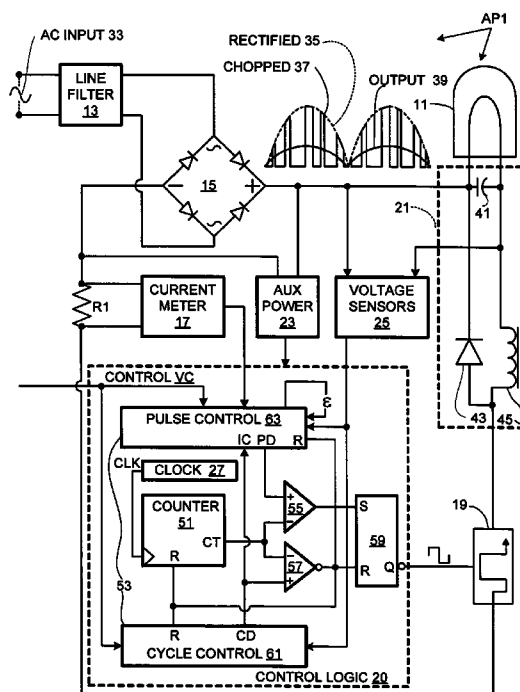 AP1
AC INPUT 33
RECTIFIED 35
CHOPPED 37
OUTPUT 39
LINE
FILTER
13
11
15
41
21
R1
CURRENT
METER
17
AUX
POWER
23
VOLTAGE
SENSORS
25
43
45
CONTROL VC
ε
PULSE CONTROL 63
IC PD R
CLK
CLOCK 27
COUNTER
51
CT
R
55
57
S
59
R
Q
19
53
R CD
CYCLE CONTROL 61
CONTROL LOGIC 20